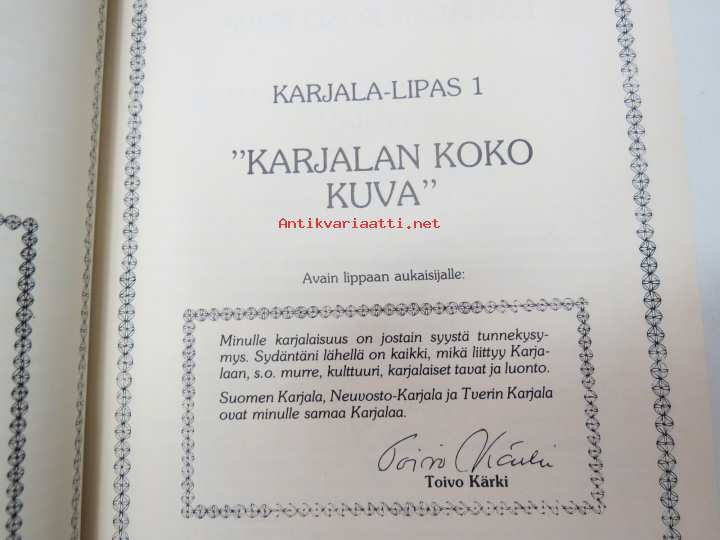 KARJALA-LIPAS 1
”KARJALAN KOKO
KUVA”
Antikvariaatti.net
Avain lippaan aukaisijalle:
Minulle karjalaisuus on jostain syystä tunnekysy-
mys. Sydäntäni lähellä on kaikki, mikä liittyy Karja-
laan, s.o. murre, kulttuuri, karjalaiset tavat ja luonto.
Suomen Karjala, Neuvosto-Karjala ja Tverin Karjala
ovat minulle samaa Karjalaa.
Toivo Kärki
Toivo Kärki